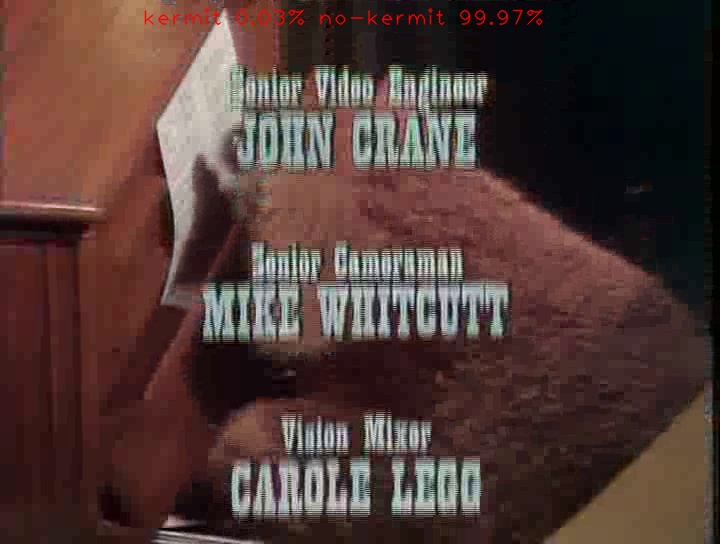 kermit 0.03% no-kermit 99.97%
Senior Video Engineer
JOHN CRANE
Senior Cameraman
MIKE WHITCUTT
Vision Mixer
CAROLE LEGG